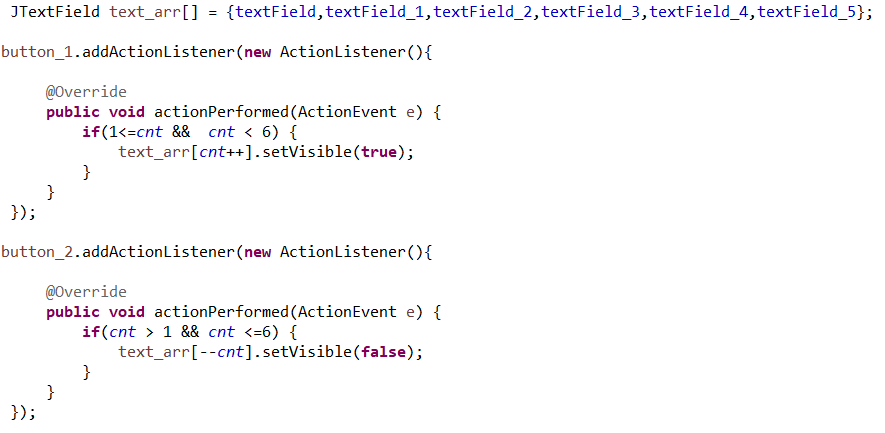 JTextField text_arr[] = {textField,textField_1,textField_2,textField_3,textField_4,textField_5};
button_1.addActionListener(new ActionListener(){
@Override
public void actionPerformed(ActionEvent e) {
if(1<=cnt &&  cnt < 6) {
text_arr[cnt++].setVisible(true);
}
}
});
button_2.addActionListener(new ActionListener(){
@Override
public void actionPerformed(ActionEvent e) {
if(cnt > 1 && cnt <=6) {
text_arr[--cnt].setVisible(false);
}
}
});